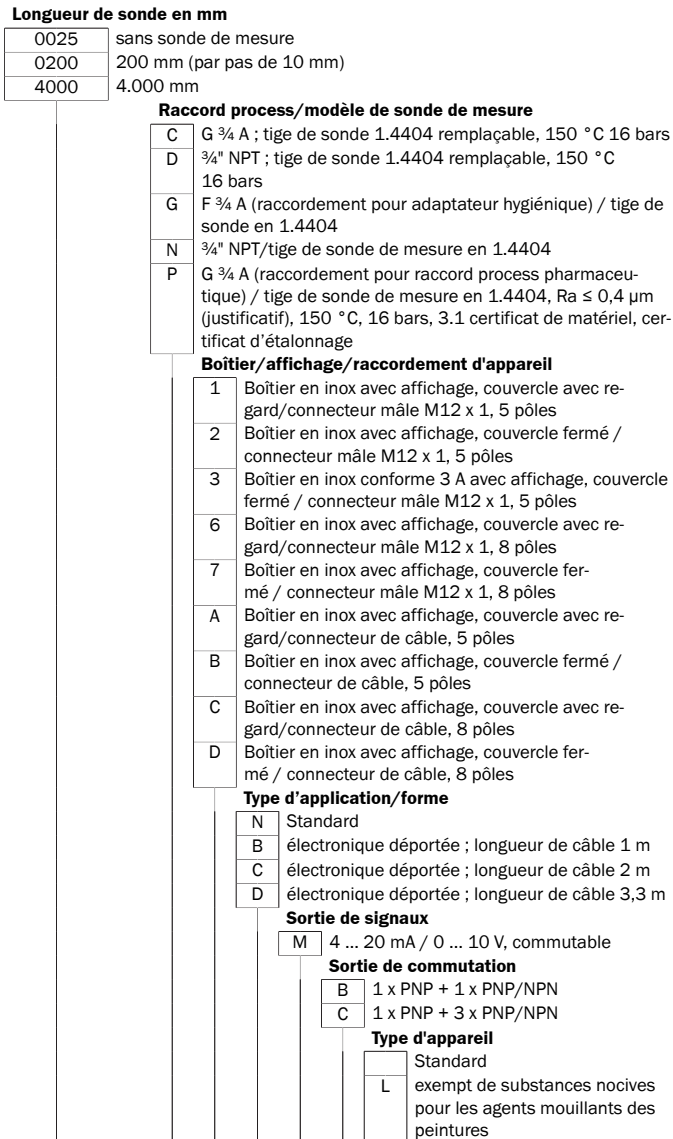 Longueur de sonde en mm
0025 sans sonde de mesure
0200 200 mm (par pas de 10 mm)
4000 4.000 mm
Raccord process/modèle de sonde de mesure
C G ¾ A ; tige de sonde 1.4404 remplaçable, 150 °C 16 bars
D ¾" NPT ; tige de sonde 1.4404 remplaçable, 150 °C
16 bars
G F ¾ A (raccordement pour adaptateur hygiénique) / tige de
sonde en 1.4404
N ¾" NPT/tige de sonde de mesure en 1.4404
P G ¾ A (raccordement pour raccord process pharmaceu-
tique) / tige de sonde de mesure en 1.4404, Ra ≤ 0,4 µm
(justificatif), 150 °C, 16 bars, 3.1 certificat de matériel, cer-
tificat d'étalonnage
Boîtier/affichage/raccordement d'appareil
1 Boîtier en inox avec affichage, couvercle avec re-
gard/connecteur mâle M12 x 1, 5 pôles
2 Boîtier en inox avec affichage, couvercle fermé /
connecteur mâle M12 x 1, 5 pôles
3 Boîtier en inox conforme 3 A avec affichage, couvercle
fermé / connecteur mâle M12 x 1, 5 pôles
6 Boîtier en inox avec affichage, couvercle avec re-
gard/connecteur mâle M12 x 1, 8 pôles
7 Boîtier en inox avec affichage, couvercle fer-
mé / connecteur mâle M12 x 1, 8 pôles
A Boîtier en inox avec affichage, couvercle avec re-
gard/connecteur de câble, 5 pôles
B Boîtier en inox avec affichage, couvercle fermé /
connecteur de câble, 5 pôles
C Boîtier en inox avec affichage, couvercle avec re-
gard/connecteur de câble, 8 pôles
D Boîtier en inox avec affichage, couvercle fer-
mé / connecteur de câble, 8 pôles
Type d’application/forme
N Standard
B électronique déportée ; longueur de câble 1 m
C électronique déportée ; longueur de câble 2 m
D électronique déportée ; longueur de câble 3,3 m
Sortie de signaux
M 4 ... 20 mA / 0 ... 10 V, commutable
Sortie de commutation
B 1 x PNP + 1 x PNP/NPN
C 1 x PNP + 3 x PNP/NPN
Type d'appareil
Standard
L exempt de substances nocives
pour les agents mouillants des
peintures